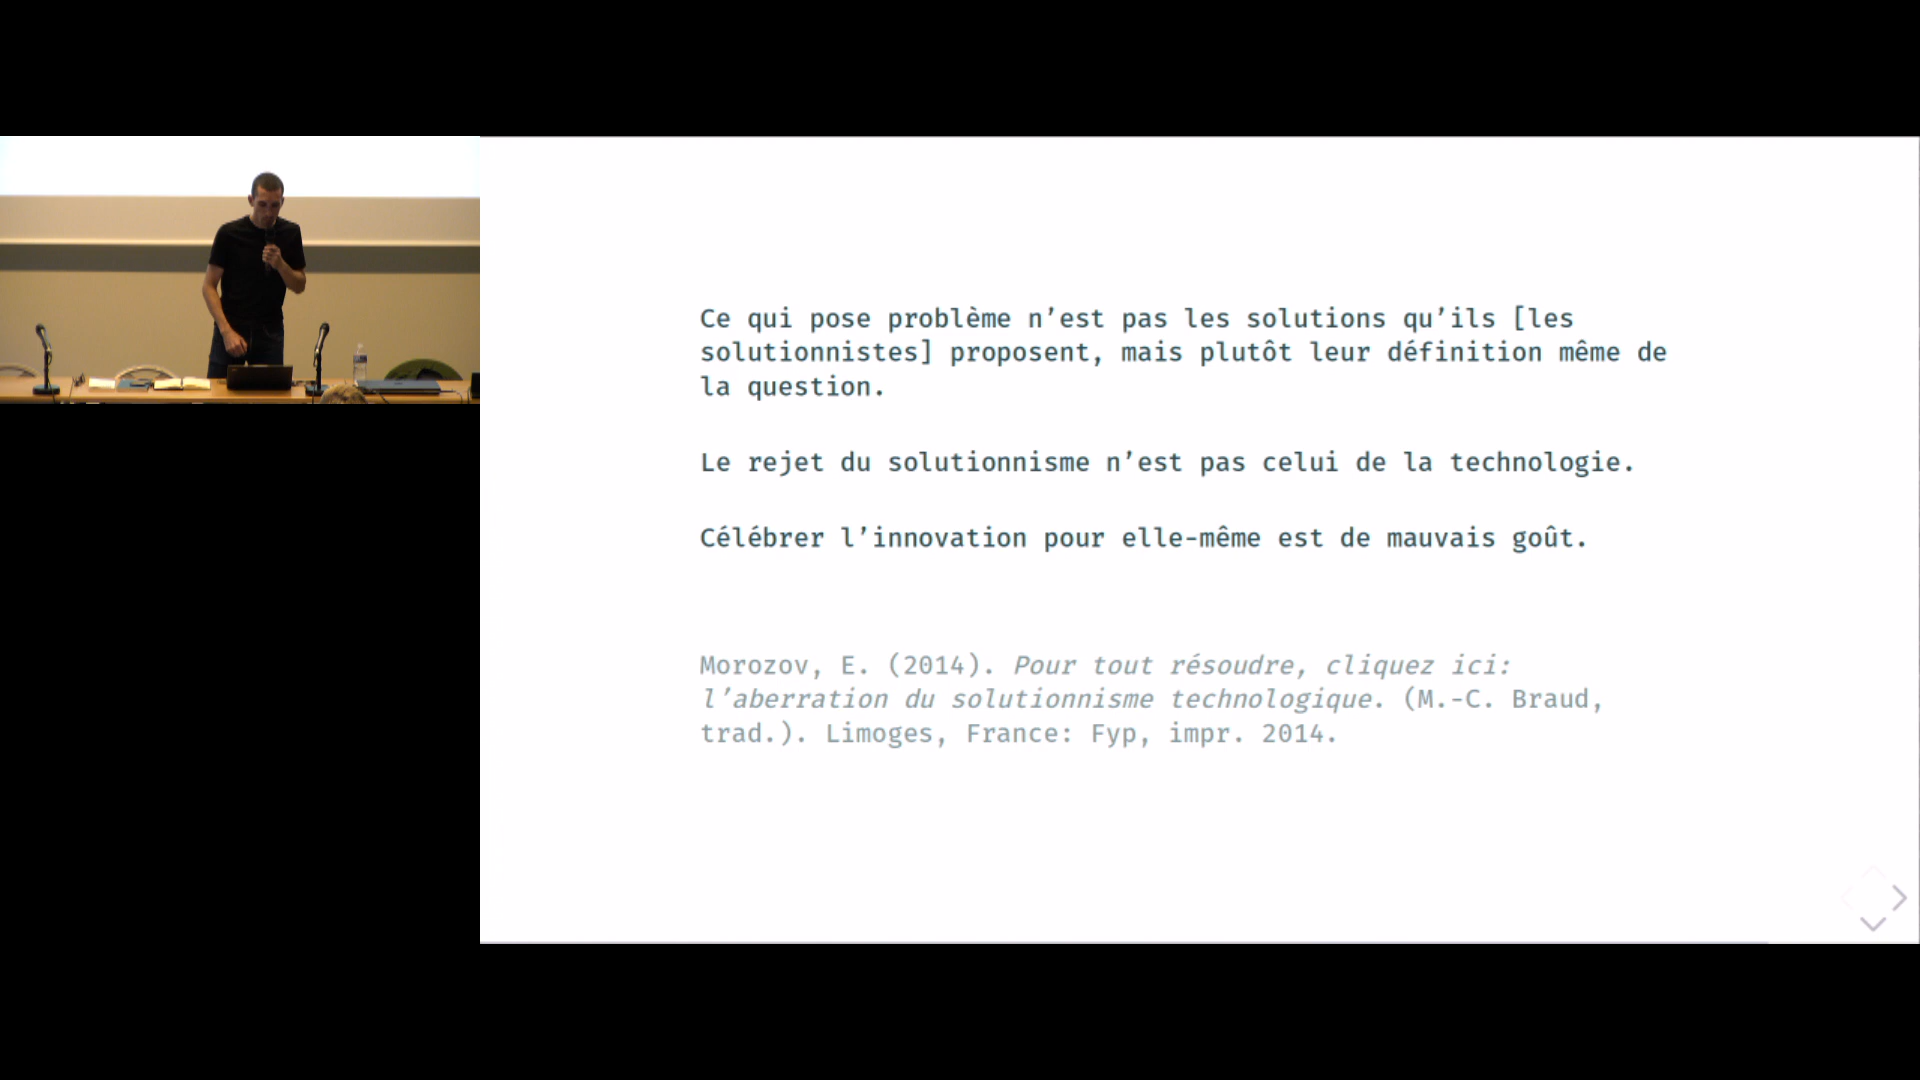 Ce qui pose problème n’est pas les solutions qu’ils [les
solutionnistes] proposent, mais plutôt leur définition même de
la question.
Le rejet du solutionnisme n’est pas celui de la technologie.
Célébrer l’innovation pour elle-même est de mauvais goût.
Morozov, E. (2014). Pour tout résoudre, cliquez ici:
l’aberration du solutionnisme technologique. (M.-C. Braud,
trad.). Limoges, France: Fyp, impr. 2014.